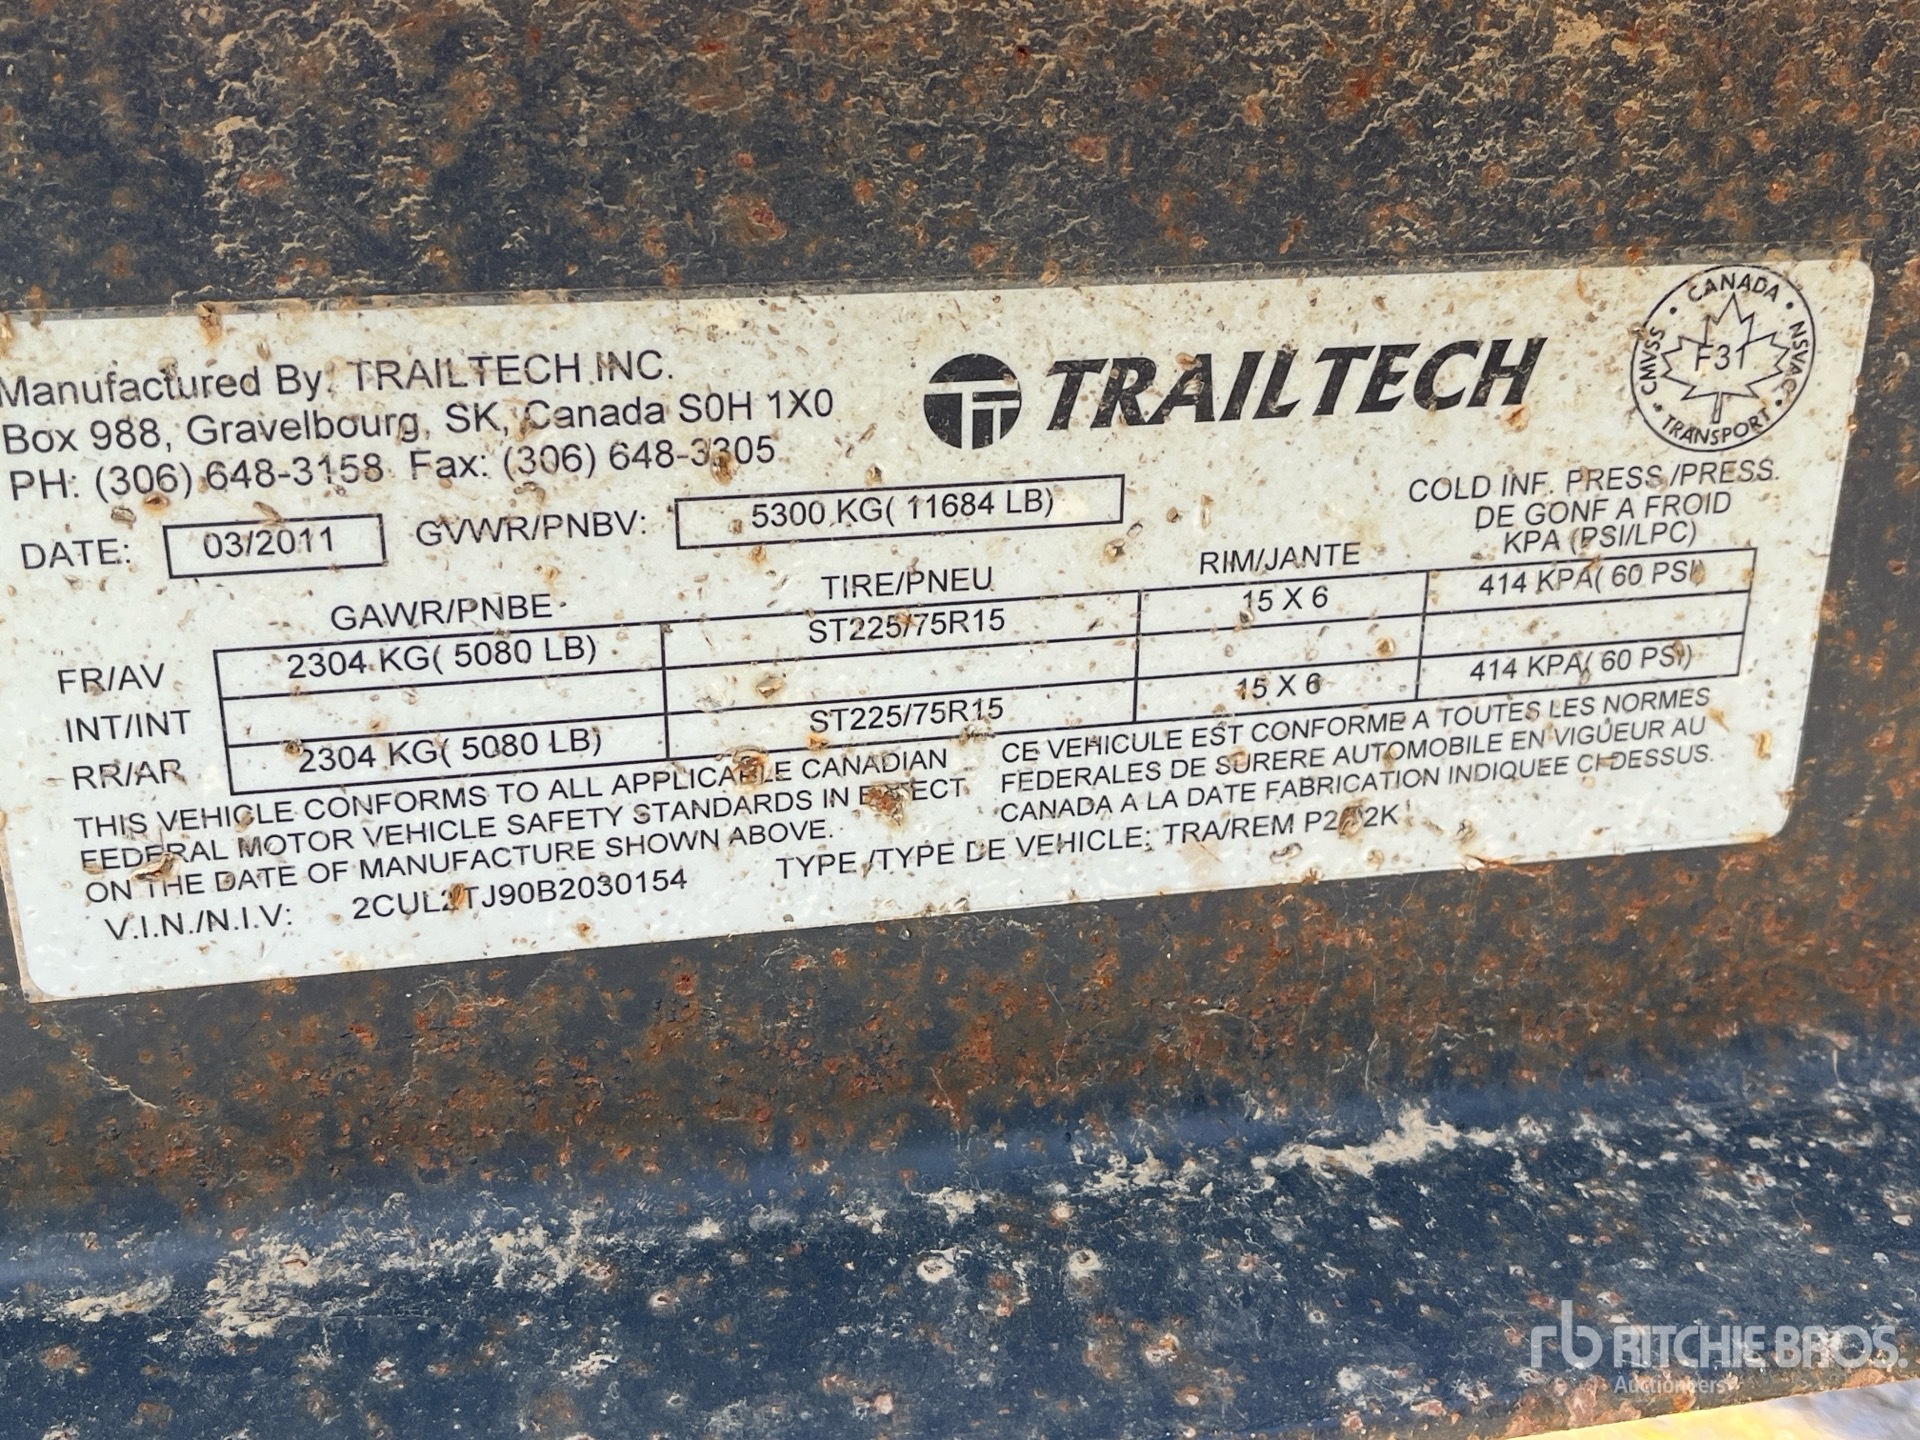 Manufactured By: TRAILTECH INC.
Box 988, Gravelbourg, SK, Canada S0H 1X0
PH: (306) 648-3158 Fax: (306) 648-3305
TRAILTECH
CANADA
CMVSS
NSVAC
F31
TRANSPORT
DATE: 03/2011 GVWR/PNBV: 5300 KG( 11684 LB)
COLD INF. PRESS./PRESS.
DE GONF A FROID
KPA (PSI/LPC)
GAWR/PNBE TIRE/PNEU RIM/JANTE
FR/AV 2304 KG( 5080 LB) ST225/75R15 15 X 6 414 KPA( 60 PSI)
INT/INT
RR/AR 2304 KG( 5080 LB) ST225/75R15 15 X 6 414 KPA( 60 PSI)
THIS VEHICLE CONFORMS TO ALL APPLICABLE CANADIAN
FEDERAL MOTOR VEHICLE SAFETY STANDARDS IN EFFECT
ON THE DATE OF MANUFACTURE SHOWN ABOVE.
CE VEHICULE EST CONFORME A TOUTES LES NORMES
FEDERALES DE SURERE AUTOMOBILE EN VIGUEUR AU
CANADA A LA DATE FABRICATION INDIQUEE CI-DESSUS.
V.I.N./N.I.V: 2CUL2TJ90B2030154 TYPE /TYPE DE VEHICULE: TRA/REM
rb RITCHIE BROS.
Auctioneers